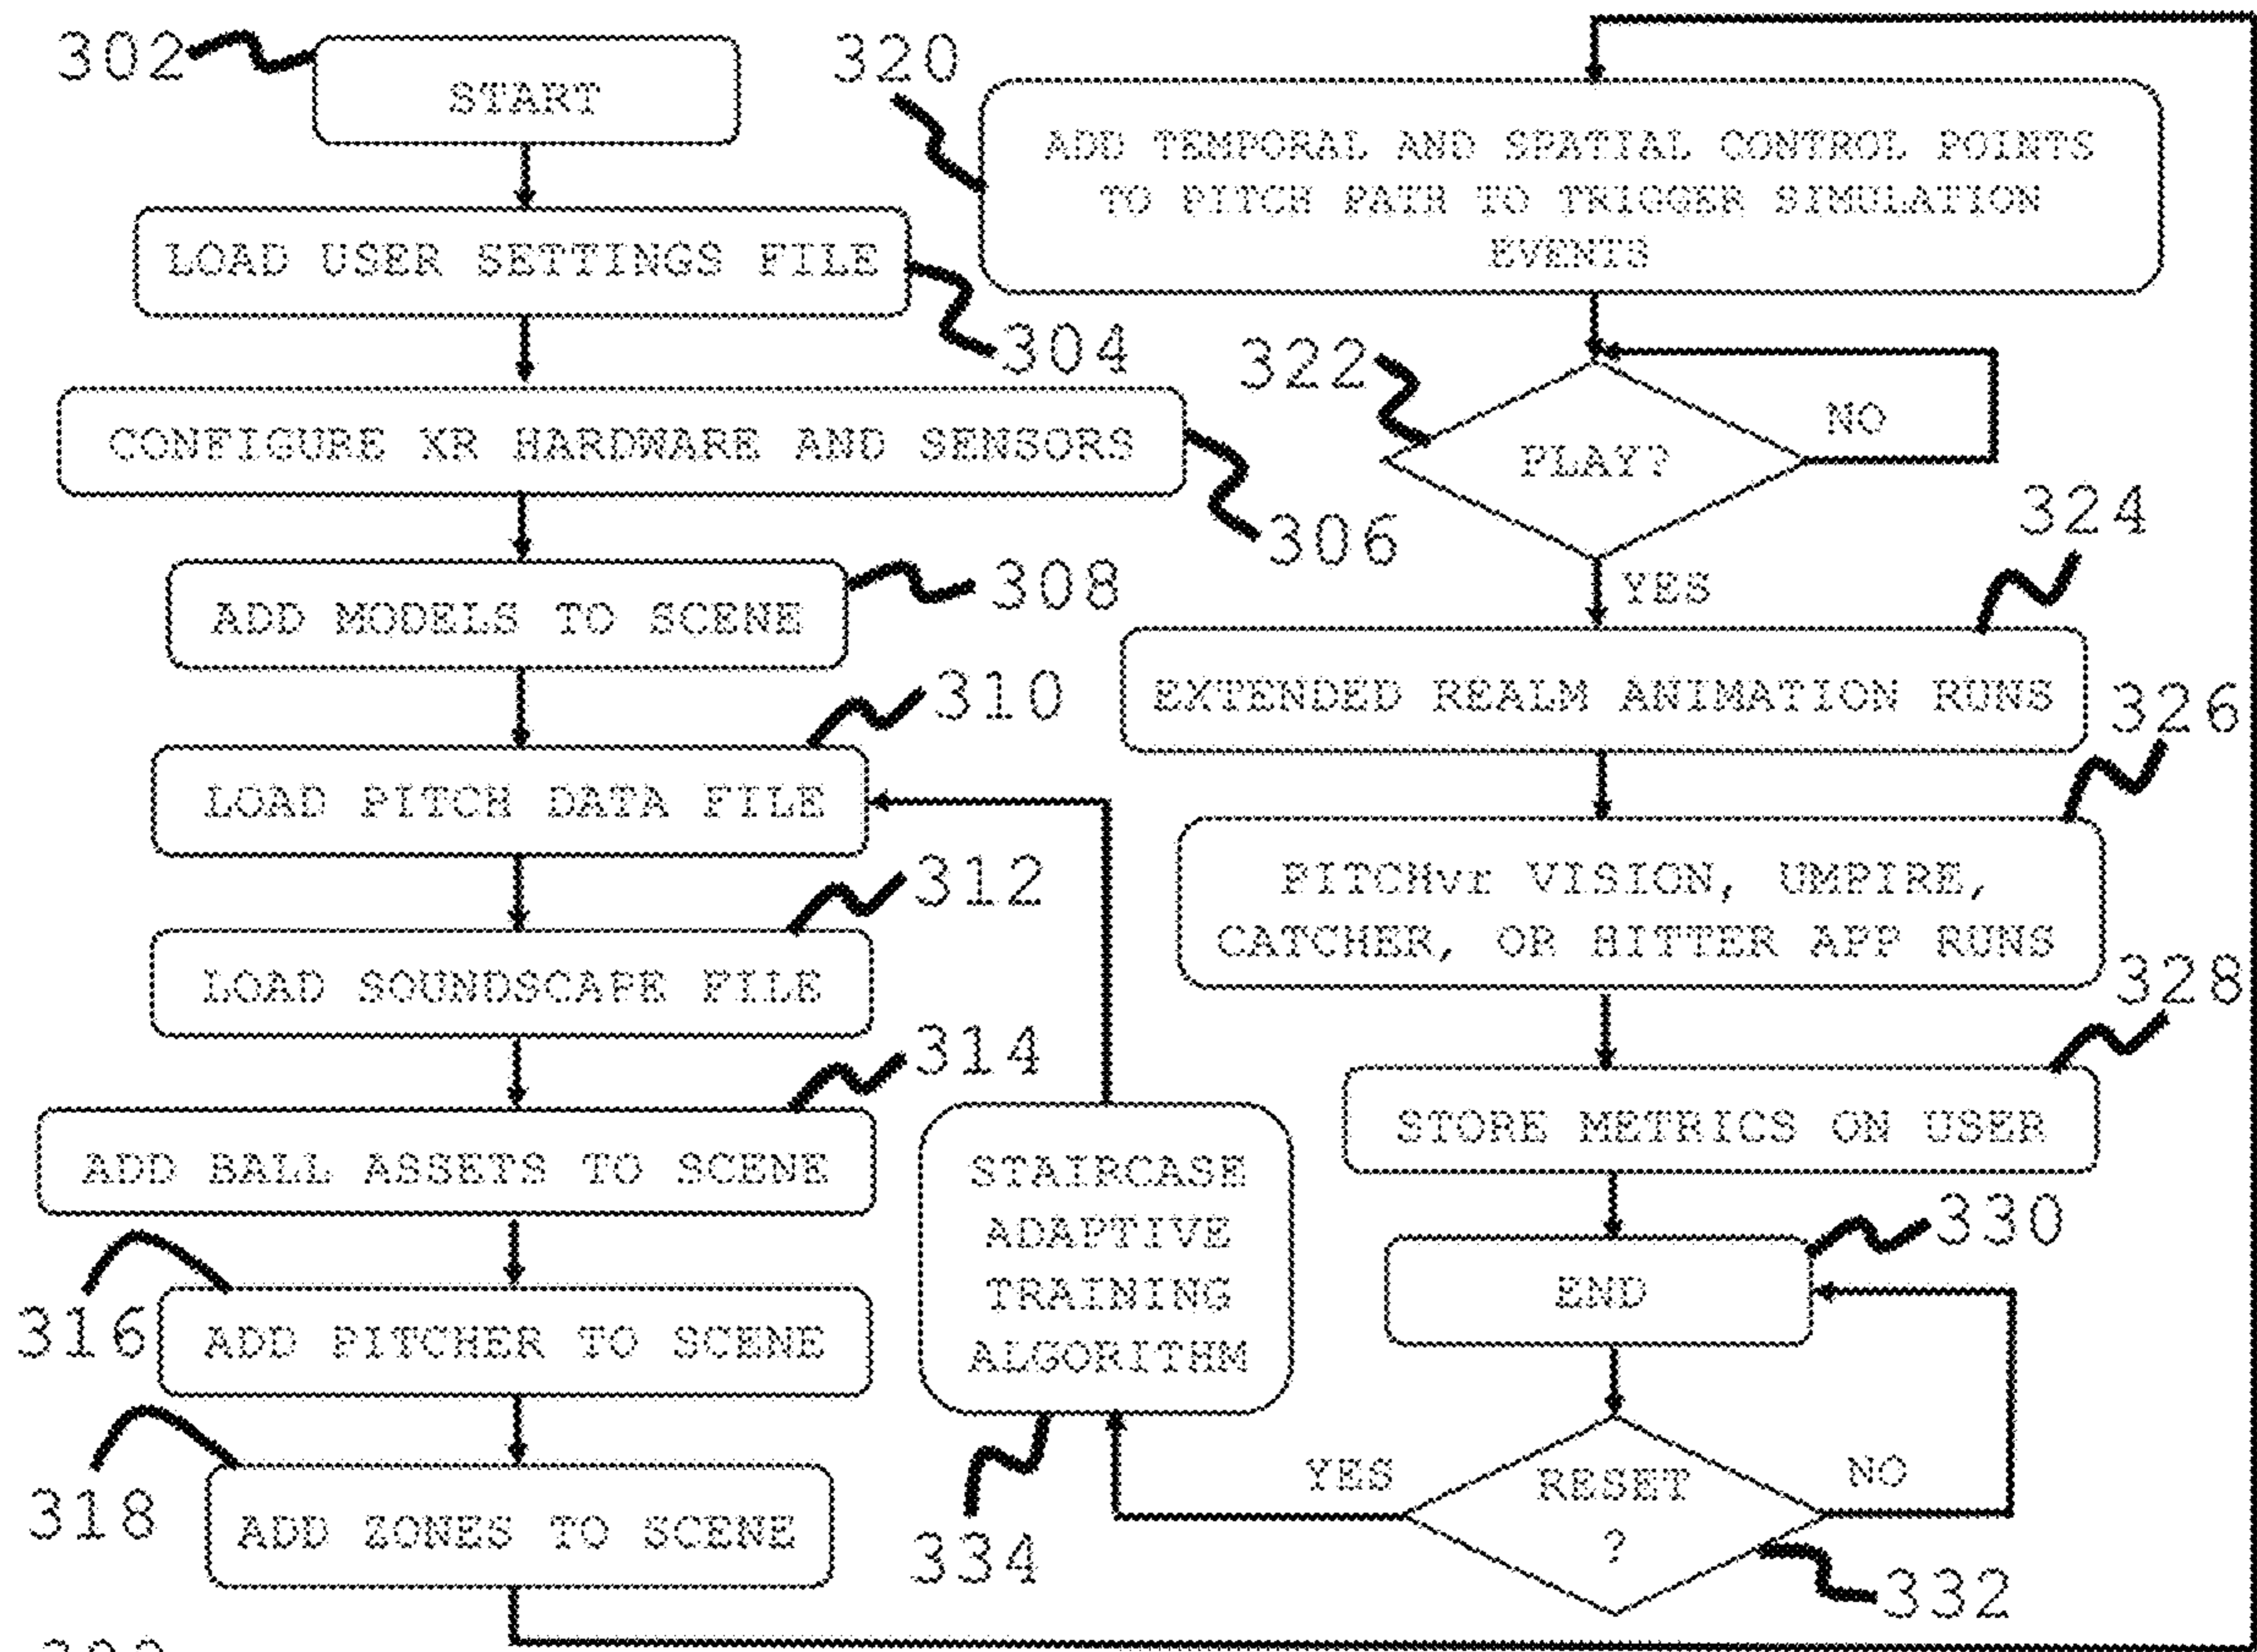 302
START
LOAD USER SETTINGS FILE
304
CONFIGURE XR HARDWARE AND SENSORS
306
ADD MODELS TO SCENE
308
310
LOAD PITCH DATA FILE
312
LOAD SOUNDSCAPE FILE
314
ADD BALL ASSETS TO SCENE
316
ADD PITCHER TO SCENE
318
ADD ZONES TO SCENE
320
ADD TEMPORAL AND SPATIAL CONTROL POINTS
TO PITCH PATH TO TRIGGER SIMULATION
EVENTS
322
PLAY?
NO
YES
324
EXTENDED REALM ANIMATION RUNS
326
PITCHvr VISION, UMPIRE,
CATCHER, OR HITTER APP RUNS
328
STORE METRICS ON USER
330
END
RESET
?
NO
YES
332
STAIRCASE
ADAPTIVE
TRAINING
ALGORITHM
334